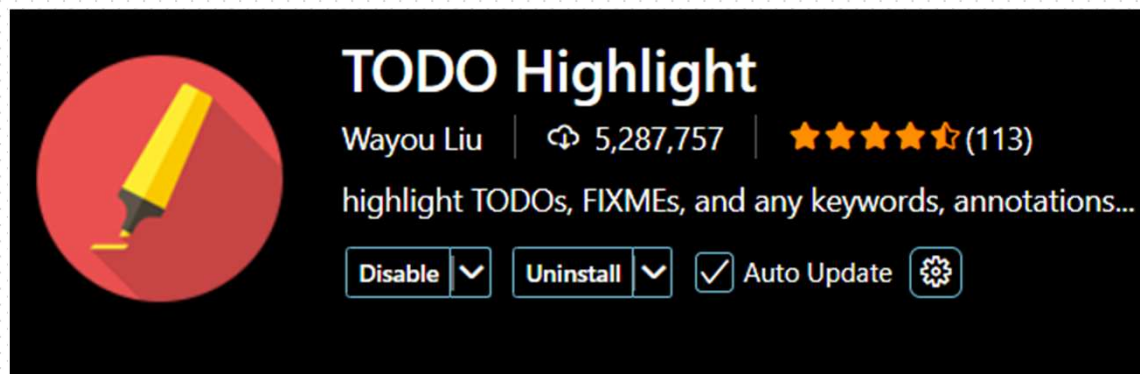 TODO Highlight
Wayou Liu 5,287,757 (113)
highlight TODOs, FIXMEs, and any keywords, annotations...
Disable Uninstall Auto Update